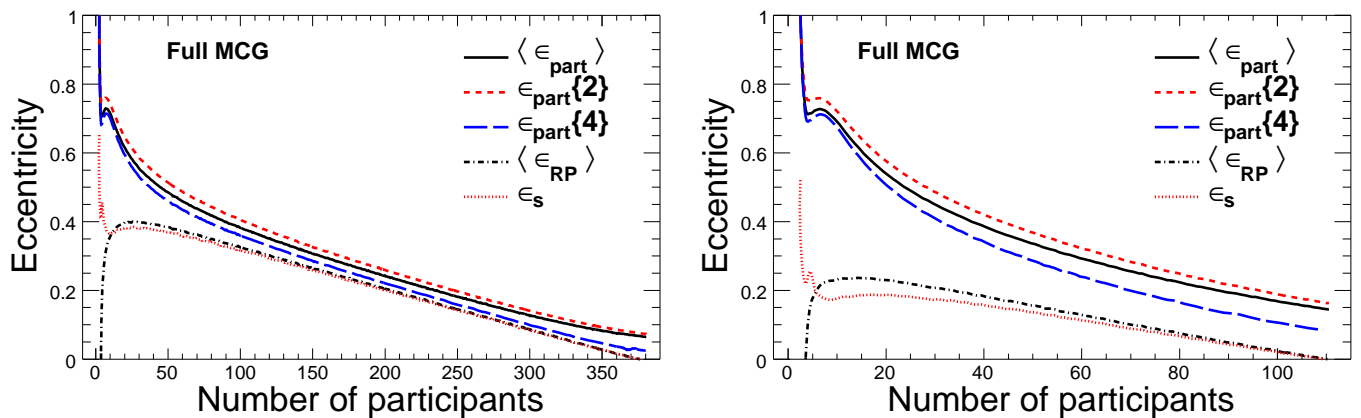 Full MCG
⟨ ∈part ⟩
∈part{2}
∈part{4}
⟨ ∈RP ⟩
∈s
Eccentricity
1
0.8
0.6
0.4
0.2
0
0 50 100 150 200 250 300 350
Number of participants
Full MCG
⟨ ∈part ⟩
∈part{2}
∈part{4}
⟨ ∈RP ⟩
∈s
Eccentricity
1
0.8
0.6
0.4
0.2
0
0 20 40 60 80 100
Number of participants